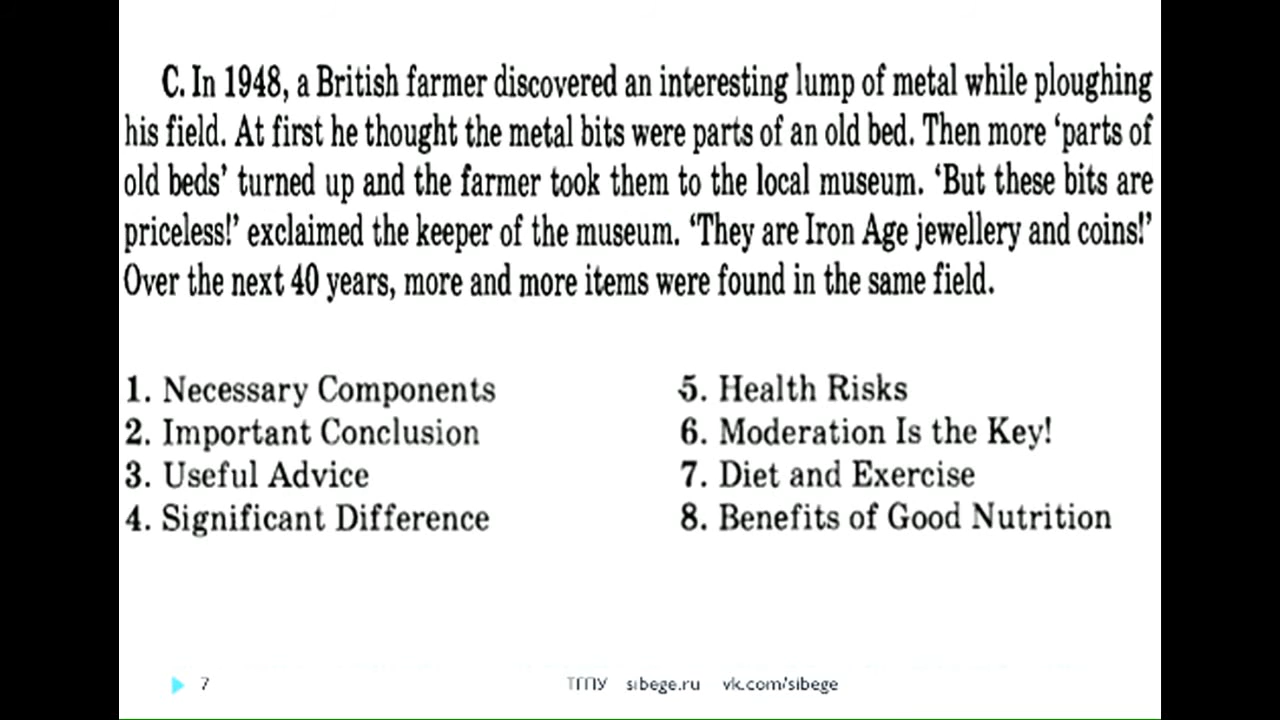 C. In 1948, a British farmer discovered an interesting lump of metal while ploughing
his field. At first he thought the metal bits were parts of an old bed. Then more ‘parts of
old beds’ turned up and the farmer took them to the local museum. ‘But these bits are
priceless!’ exclaimed the keeper of the museum. ‘They are Iron Age jewellery and coins!’
Over the next 40 years, more and more items were found in the same field.
1. Necessary Components
2. Important Conclusion
3. Useful Advice
4. Significant Difference
5. Health Risks
6. Moderation Is the Key!
7. Diet and Exercise
8. Benefits of Good Nutrition
7 ТГПУ sibege.ru vk.com/sibege